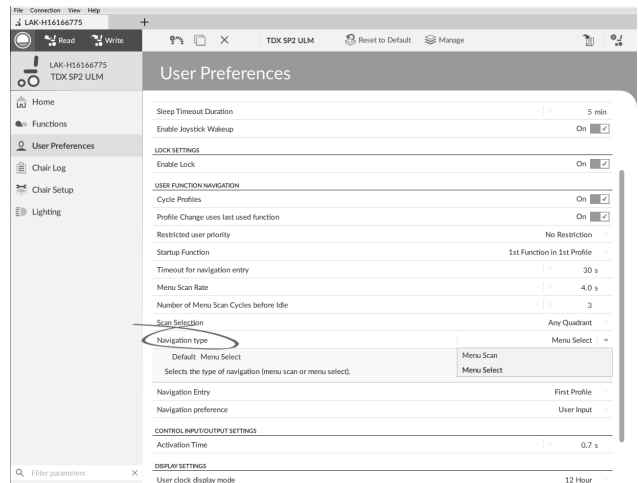 File Connection View Help
LAK-H16166775 +
Read Write TDX SP2 ULM Reset to Default Manage
LAK-H16166775
TDX SP2 ULM
User Preferences
Home
Functions
User Preferences
Chair Log
Chair Setup
Lighting
Filter parameters
Sleep Timeout Duration 5 min
Enable Joystick Wakeup On
LOCK SETTINGS
Enable Lock On
USER FUNCTION NAVIGATION
Cycle Profiles On
Profile Change uses last used function On
Restricted user priority No Restriction
Startup Function 1st Function in 1st Profile
Timeout for navigation entry 30 s
Menu Scan Rate 4.0 s
Number of Menu Scan Cycles before Idle 3
Scan Selection Any Quadrant
Navigation type Menu Select
Default Menu Select Menu Scan
Selects the type of navigation (menu scan or menu select). Menu Select
Navigation Entry First Profile
Navigation preference User Input
CONTROL INPUT/OUTPUT SETTINGS
Activation Time 0.7 s
DISPLAY SETTINGS
User clock display mode 12 Hour